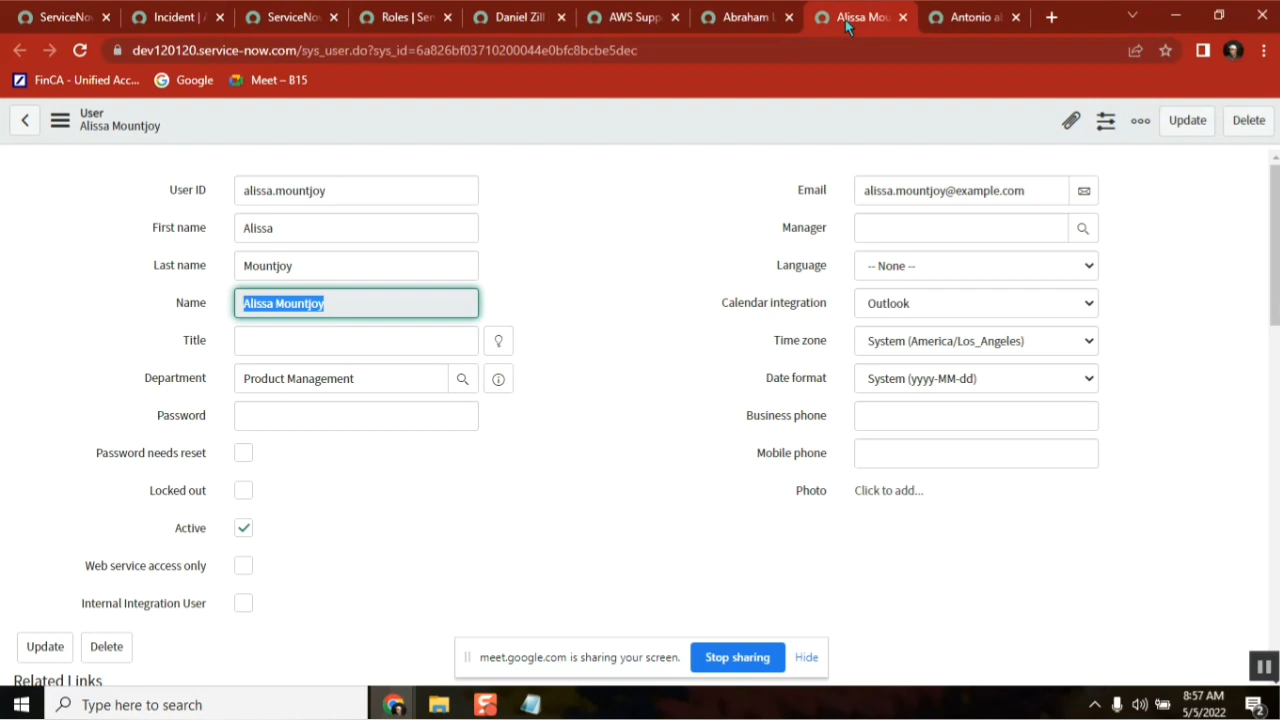 ServiceNo
Incident | A
ServiceNo
Roles | Ser
Daniel Zill
AWS Supp
Abraham L
Alissa Mou
Antonio al
dev120120.service-now.com/sys_user.do?sys_id=6a826bf03710200044e0bfc8bcbe5dec
FinCA - Unified Acc...
Google
Meet – B15
User
Alissa Mountjoy
Update
Delete
User ID
alissa.mountjoy
Email
alissa.mountjoy@example.com
First name
Alissa
Manager
Last name
Mountjoy
Language
-- None --
Name
Alissa Mountjoy
Calendar integration
Outlook
Title
Time zone
System (America/Los_Angeles)
Department
Product Management
Date format
System (yyyy-MM-dd)
Password
Business phone
Password needs reset
Mobile phone
Locked out
Photo
Click to add...
Active
Web service access only
Internal Integration User
Update
Delete
meet.google.com is sharing your screen.
Stop sharing
Hide
Related Links
Type here to search
8:57 AM
5/5/2022
2